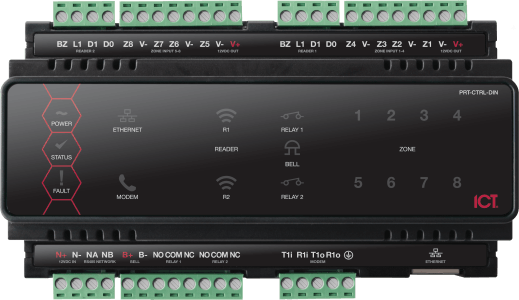 BZ L1 D1 D0 Z8 V- Z7 Z6 V- Z5 V- V+ BZ L1 D1 D0 Z4 V- Z3 Z2 V- Z1 V- V+
READER 2 ZONE INPUT 5-8 12VDC OUT READER 1 ZONE INPUT 1-4 12VDC OUT
PRT-CTRL-DIN
POWER ETHERNET R1 RELAY 1 1 2 3 4
STATUS READER BELL ZONE
FAULT MODEM R2 RELAY 2 5 6 7 8
ICT
N+ N- NA NB B+ B- NO COM NC NO COM NC T1i R1i T1o R1o
12VDC IN RS485 NETWORK BELL RELAY 1 RELAY 2 MODEM ETHERNET